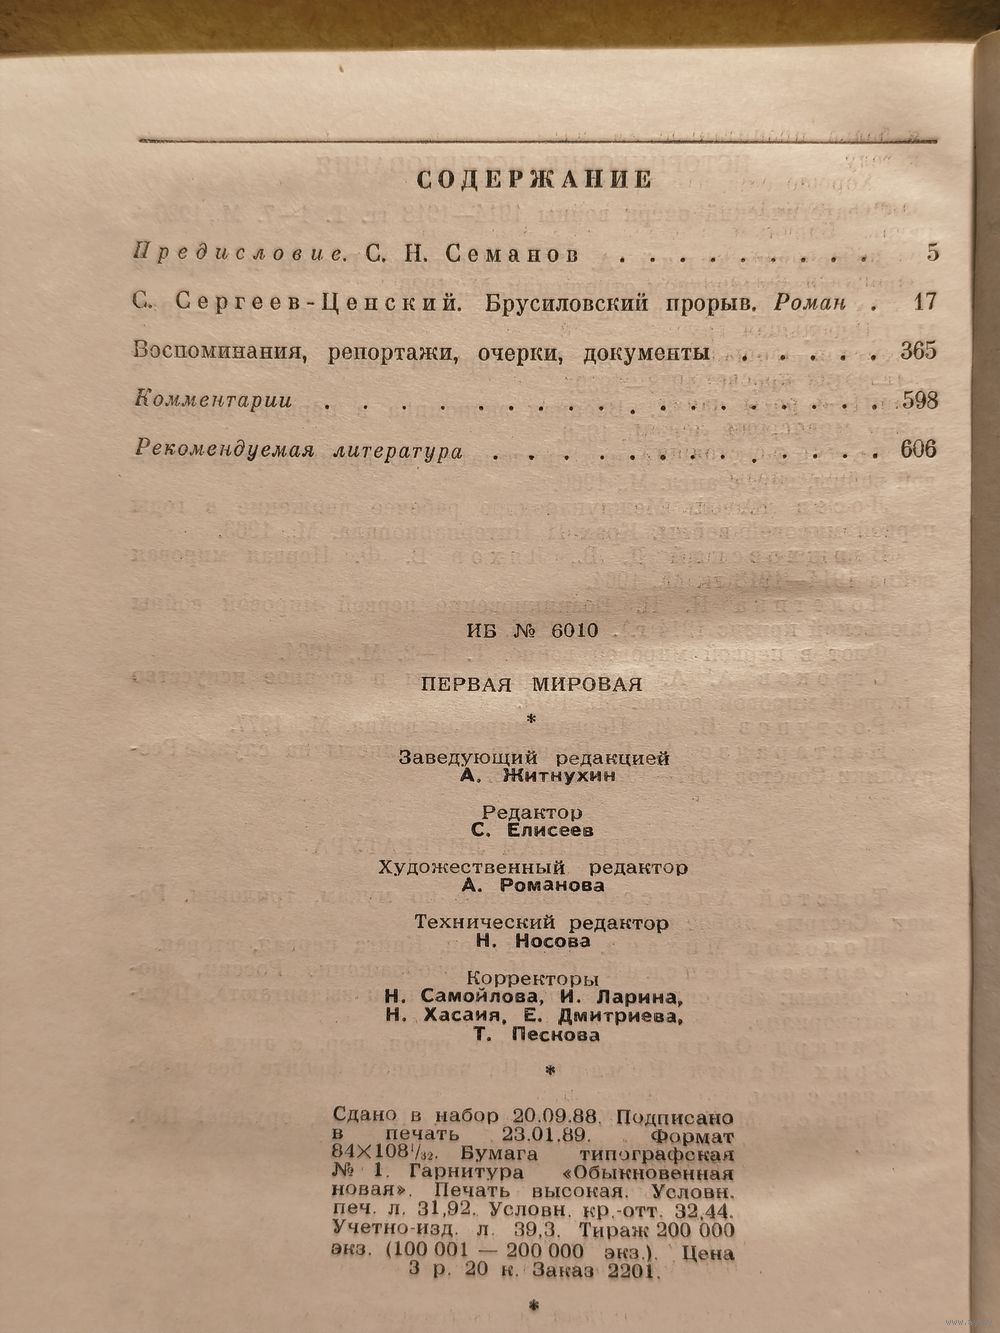 СОДЕРЖАНИЕ
Предисловие. С. Н. Семанов . . . . . . . . . 5
С. Сергеев-Ценский. Брусиловский прорыв. Роман . 17
Воспоминания, репортажи, очерки, документы . . . . . 365
Комментарии . . . . . . . . . . . . . . . . 598
Рекомендуемая литература . . . . . . . . . . . . 606
ИБ № 6010
ПЕРВАЯ МИРОВАЯ
*
Заведующий редакцией
А. Житнухин
Редактор
С. Елисеев
Художественный редактор
А. Романова
Технический редактор
Н. Носова
Корректоры
Н. Самойлова, И. Ларина,
Н. Хасаия, Е. Дмитриева,
Т. Пескова
*
Сдано в набор 20.09.88. Подписано
в печать 23.01.89. Формат
84×108¹/₃₂. Бумага типографская
№ 1. Гарнитура «Обыкновенная
новая». Печать высокая. Условн.
печ. л. 31,92. Условн. кр.-отт. 32,44.
Учетно-изд. л. 39,3. Тираж 200 000
экз. (100 001 — 200 000 экз.). Цена
3 р. 20 к. Заказ 2201.
*